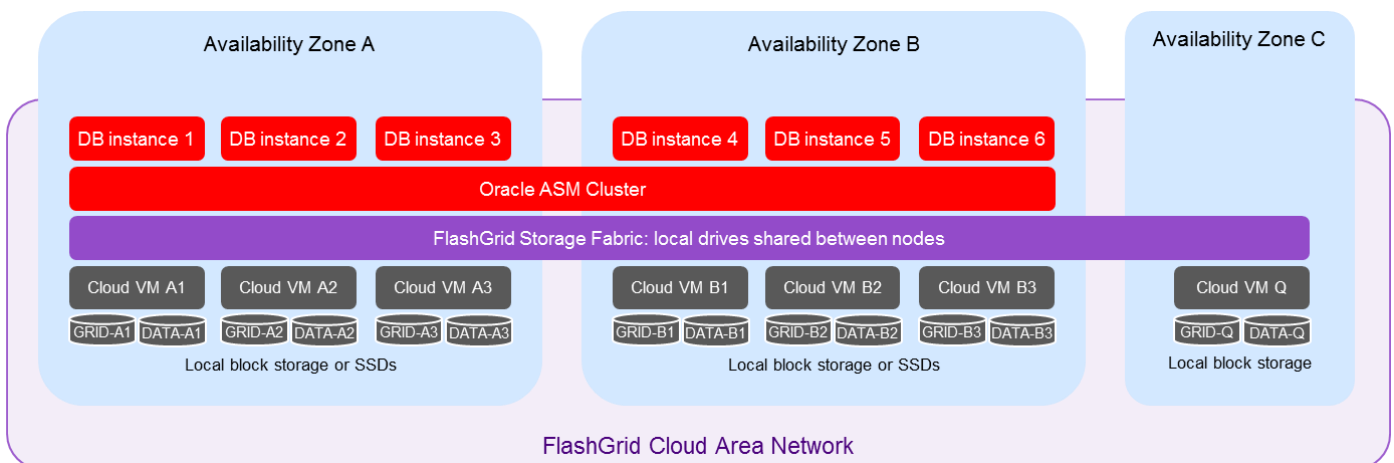 Availability Zone A
Availability Zone B
Availability Zone C
DB instance 1
DB instance 2
DB instance 3
DB instance 4
DB instance 5
DB instance 6
Oracle ASM Cluster
FlashGrid Storage Fabric: local drives shared between nodes
Cloud VM A1
Cloud VM A2
Cloud VM A3
Cloud VM B1
Cloud VM B2
Cloud VM B3
Cloud VM Q
GRID-A1
DATA-A1
GRID-A2
DATA-A2
GRID-A3
DATA-A3
GRID-B1
DATA-B1
GRID-B2
DATA-B2
GRID-B3
DATA-B3
GRID-Q
DATA-Q
Local block storage or SSDs
Local block storage or SSDs
Local block storage
FlashGrid Cloud Area Network